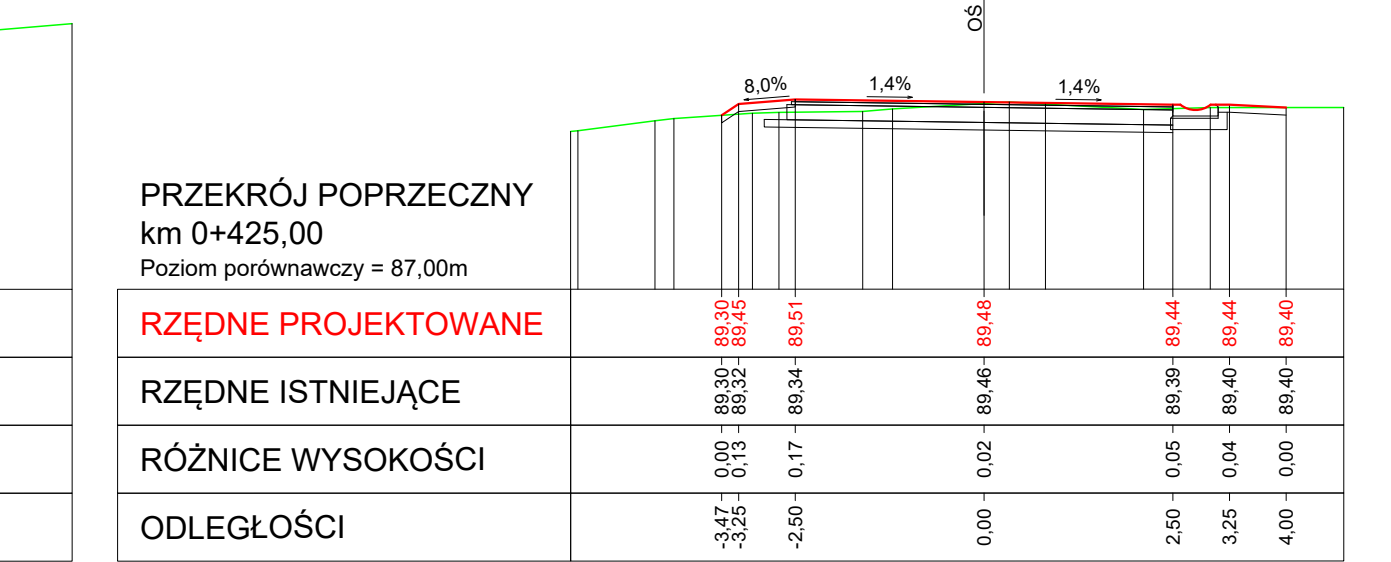 OŚ
8,0%
1,4%
1,4%
PRZEKRÓJ POPRZECZNY
km 0+425,00
Poziom porównawczy = 87,00m
RZĘDNE PROJEKTOWANE 89,30 89,45 89,51 89,48 89,44 89,44 89,40
RZĘDNE ISTNIEJĄCE 89,30 89,32 89,34 89,46 89,39 89,40 89,40
RÓŻNICE WYSOKOŚCI 0,00 0,13 0,17 0,02 0,05 0,04 0,00
ODLEGŁOŚCI -3,47 -3,25 -2,50 0,00 2,50 3,25 4,00